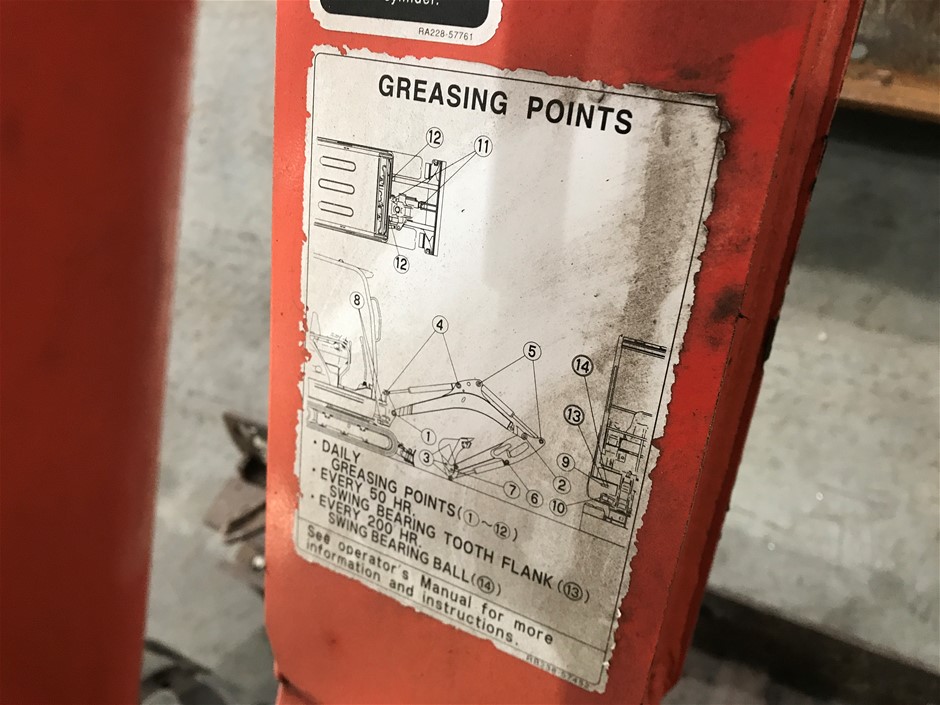 cylinder.
RA228-57761
GREASING POINTS
⑫
⑪
⑫
⑧
④
⑤
⑭
⑬
①
⑨
③
②
⑦ ⑥ ⑩
・DAILY
GREASING POINTS(①~⑫)
・EVERY 50 HR.
SWING BEARING TOOTH FLANK(⑬)
・EVERY 200 HR.
SWING BEARING BALL(⑭)
See operator's Manual for more
information and instructions.